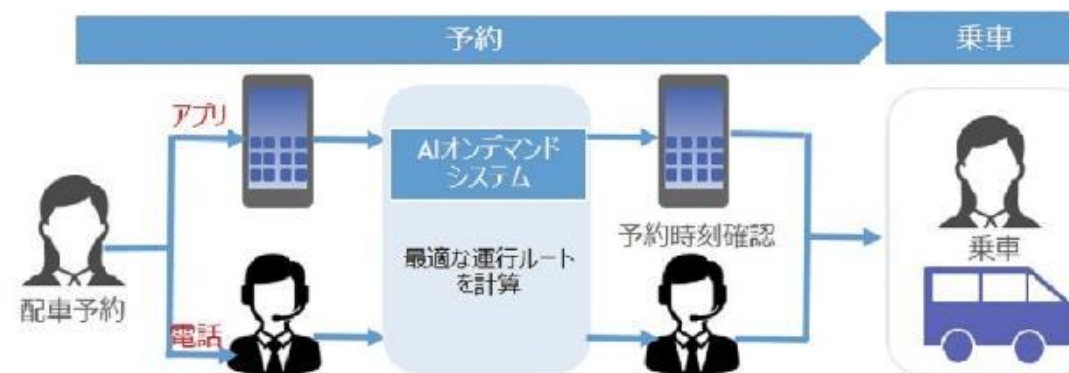 予約
乗車
アプリ
AIオンデマンド
システム
予約時刻確認
最適な運行ルート
を計算
乗車
配車予約
電話